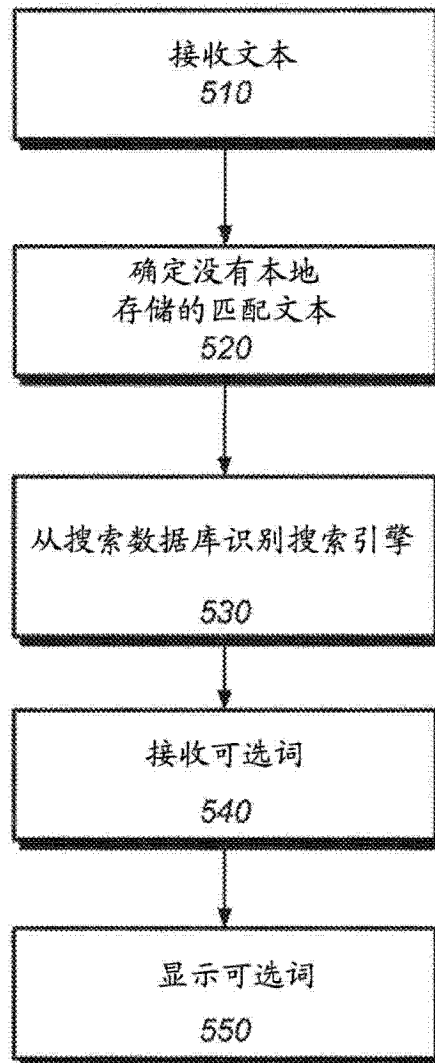 接收文本
510
确定没有本地
存储的匹配文本
520
从搜索数据库识别搜索引擎
530
接收可选词
540
显示可选词
550